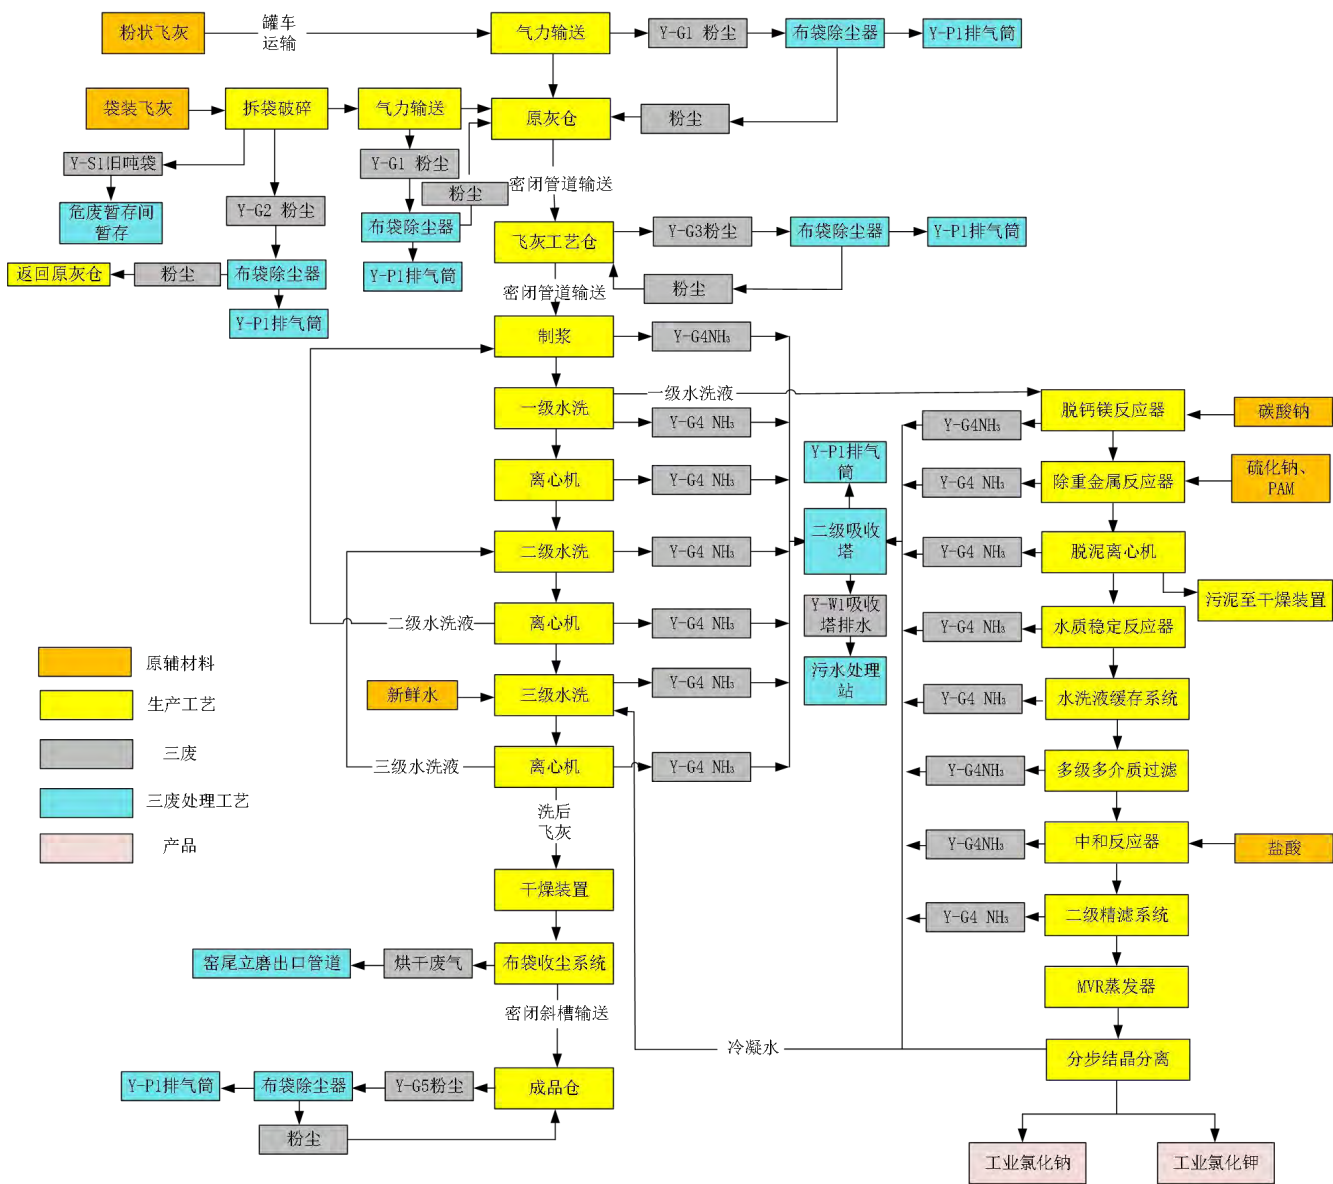 粉状飞灰
罐车
运输
气力输送
Y-G1 粉尘
布袋除尘器
Y-P1排气筒
袋装飞灰
拆袋破碎
气力输送
原灰仓
粉尘
Y-S1旧吨袋
Y-G1 粉尘
粉尘
密闭管道输送
危废暂存间
暂存
Y-G2 粉尘
布袋除尘器
飞灰工艺仓
Y-G3粉尘
布袋除尘器
Y-P1排气筒
返回原灰仓
粉尘
布袋除尘器
Y-P1排气筒
密闭管道输送
粉尘
Y-P1排气筒
制浆
Y-G4NH₃
一级水洗
一级水洗液
Y-G4 NH₃
脱钙镁反应器
碳酸钠
Y-G4NH₃
离心机
Y-G4 NH₃
Y-P1排气
筒
Y-G4 NH₃
除重金属反应器
硫化钠、
PAM
二级水洗
Y-G4 NH₃
二级吸收
塔
Y-G4 NH₃
脱泥离心机
污泥至干燥装置
二级水洗液
离心机
Y-G4 NH₃
Y-W1吸收
塔排水
Y-G4 NH₃
水质稳定反应器
原辅材料
新鲜水
三级水洗
Y-G4 NH₃
污水处理
站
Y-G4 NH₃
水洗液缓存系统
生产工艺
三废
三级水洗液
离心机
Y-G4 NH₃
Y-G4NH₃
多级多介质过滤
三废处理工艺
洗后
飞灰
产品
Y-G4NH₃
中和反应器
盐酸
干燥装置
Y-G4 NH₃
二级精滤系统
窑尾立磨出口管道
烘干废气
布袋收尘系统
MVR蒸发器
密闭斜槽输送
冷凝水
分步结晶分离
Y-P1排气筒
布袋除尘器
Y-G5粉尘
成品仓
粉尘
工业氯化钠
工业氯化钾